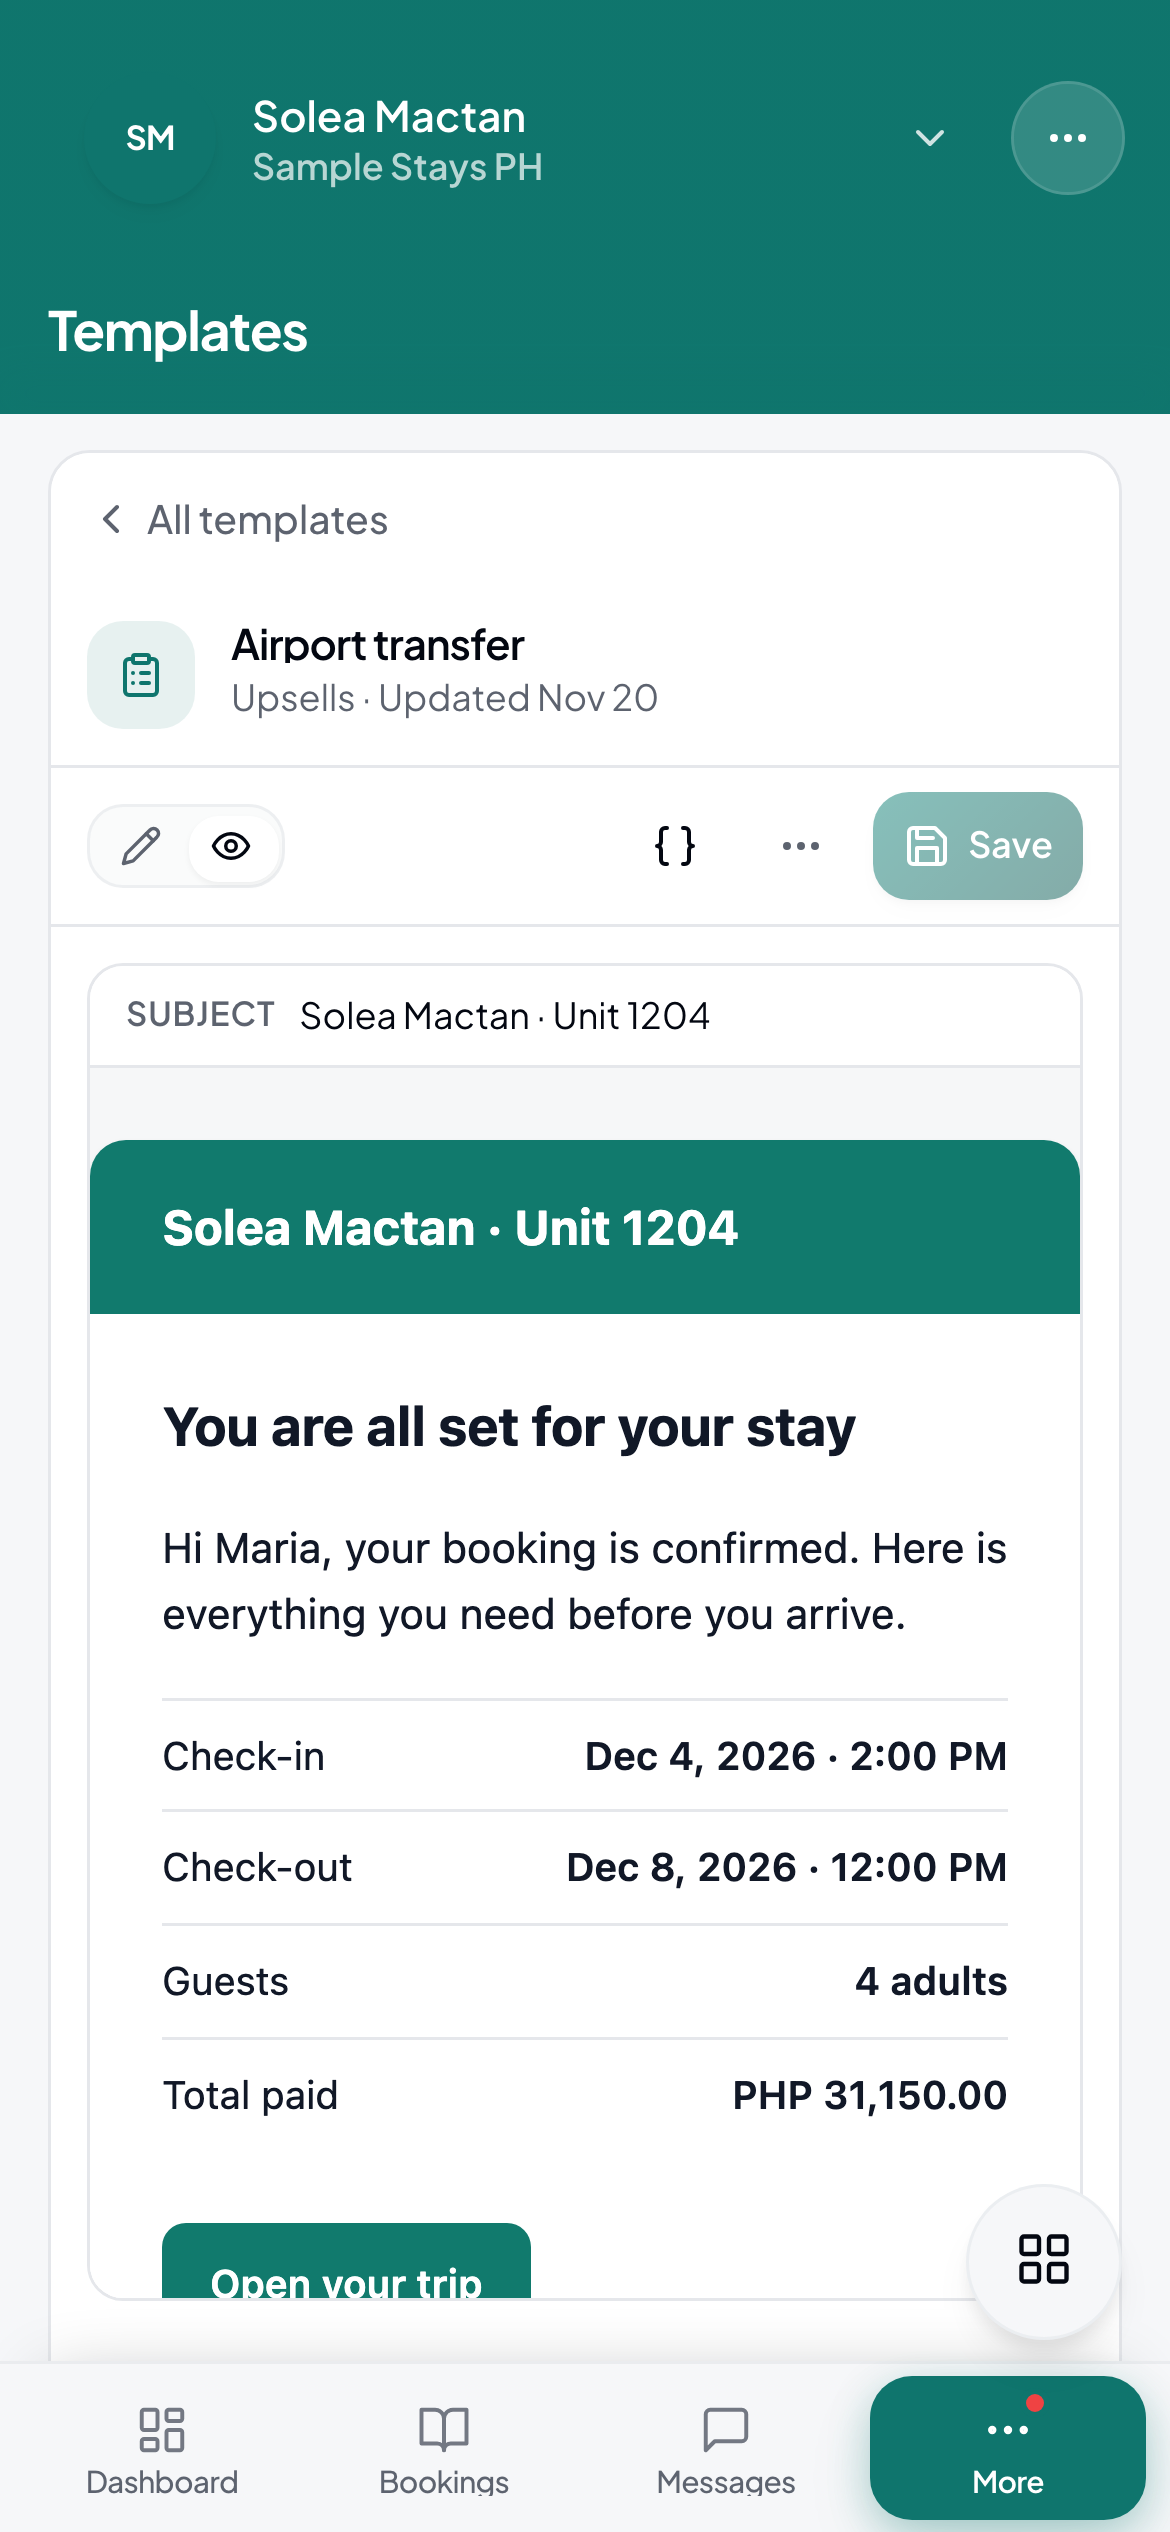 SM
Solea Mactan
Sample Stays PH
Templates
All templates
Airport transfer
Upsells · Updated Nov 20
{ } Save
SUBJECT Solea Mactan · Unit 1204
Solea Mactan · Unit 1204
You are all set for your stay
Hi Maria, your booking is confirmed. Here is
everything you need before you arrive.
Check-in Dec 4, 2026 · 2:00 PM
Check-out Dec 8, 2026 · 12:00 PM
Guests 4 adults
Total paid PHP 31,150.00
Open your trip
Dashboard Bookings Messages More